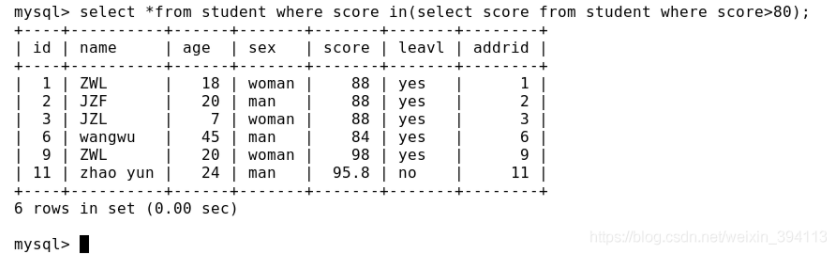 mysql> select *from student where score in(select score from student where score>80);
+----+----------+------+-------+-------+-------+--------+
| id | name     | age  | sex   | score | leavl | addrid |
+----+----------+------+-------+-------+-------+--------+
|  1 | ZWL      |   18 | woman |    88 | yes   |      1 |
|  2 | JZF      |   20 | man   |    88 | yes   |      2 |
|  3 | JZL      |    7 | woman |    88 | yes   |      3 |
|  6 | wangwu   |   45 | man   |    84 | yes   |      6 |
|  9 | ZWL      |   20 | woman |    98 | yes   |      9 |
| 11 | zhao yun |   24 | man   |  95.8 | no    |     11 |
+----+----------+------+-------+-------+-------+--------+
6 rows in set (0.00 sec)
mysql>
https://blog.csdn.net/weixin_394113